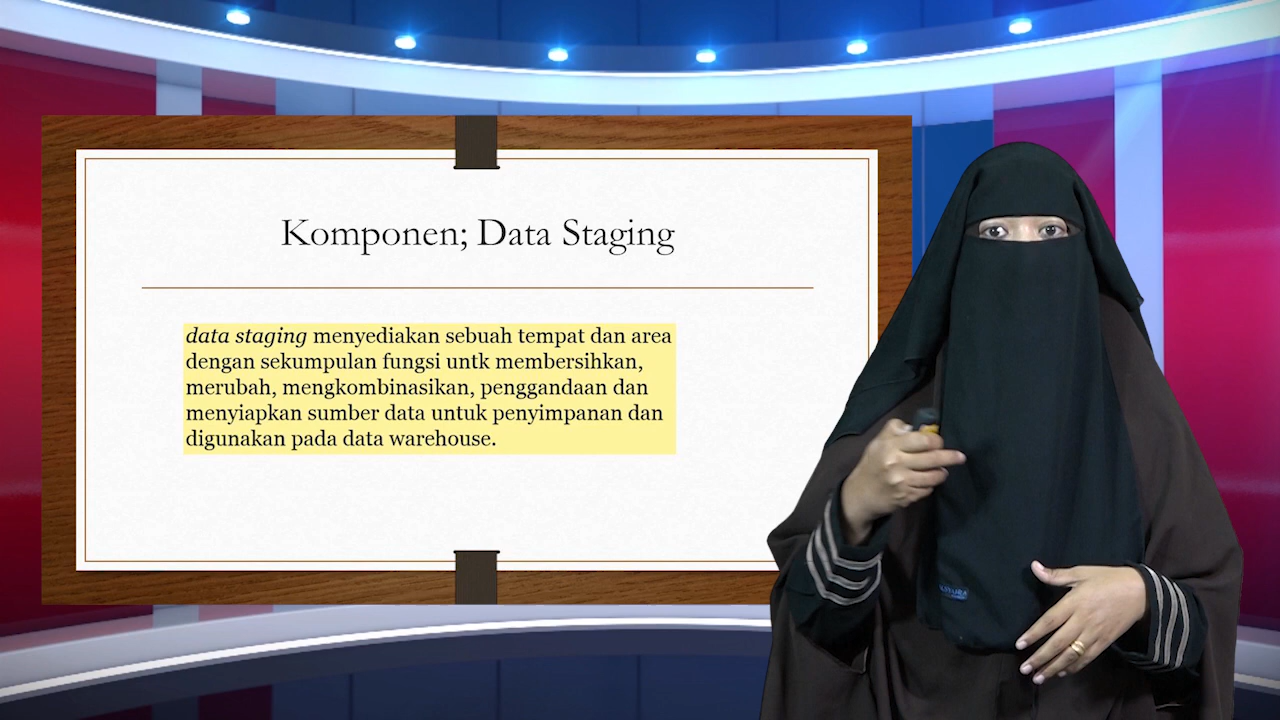 Komponen; Data Staging
data staging menyediakan sebuah tempat dan area
dengan sekumpulan fungsi untk membersihkan,
merubah, mengkombinasikan, penggandaan dan
menyiapkan sumber data untuk penyimpanan dan
digunakan pada data warehouse.